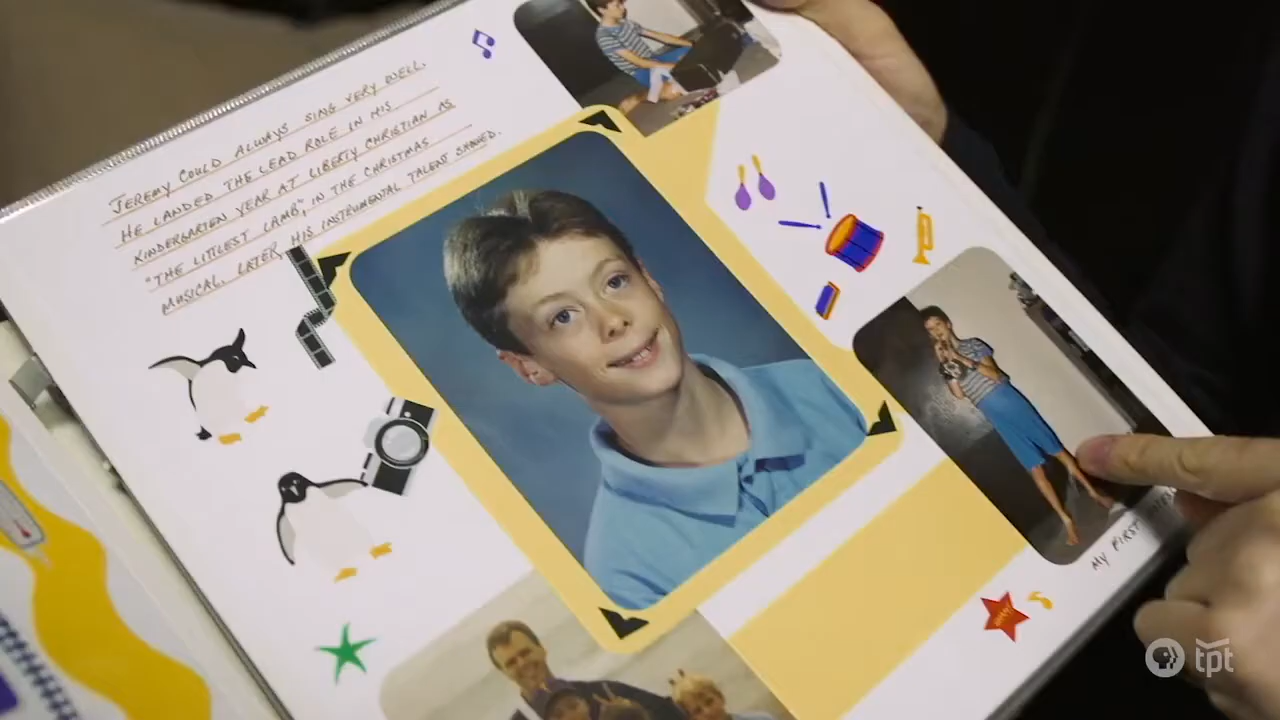 JEREMY COULD ALWAYS SING VERY WELL.
HE LANDED THE LEAD ROLE IN HIS
KINDERGARTEN YEAR AT LIBERTY CHRISTIAN AS
"THE LITTLEST LAMB", IN THE CHRISTMAS
MUSICAL. LATER HIS INSTRUMENTAL TALENT SHOWED.
MY FIRST
tpt